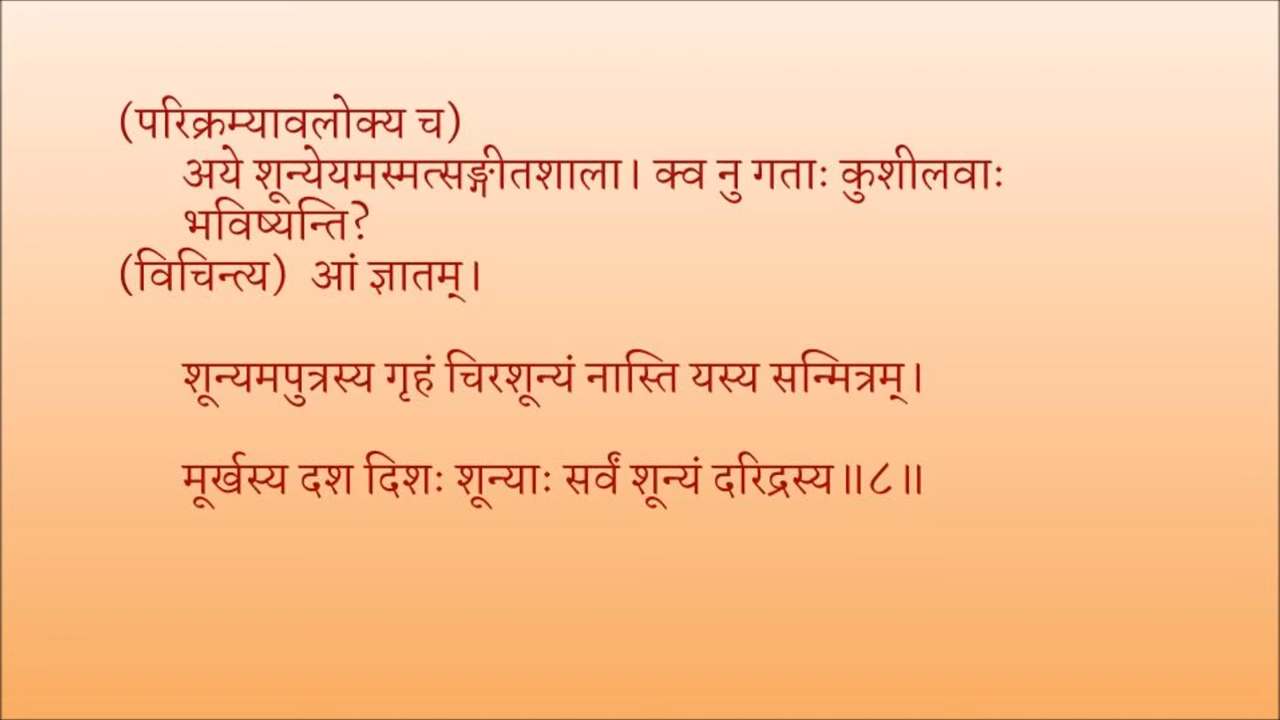 (परिक्रम्यावलोक्य च)
अये शून्येयमस्मत्सङ्गीतशाला। क्व नु गताः कुशीलवाः
भविष्यन्ति?
(विचिन्त्य) आं ज्ञातम्।
शून्यमपुत्रस्य गृहं चिरशून्यं नास्ति यस्य सन्मित्रम्।
मूर्खस्य दश दिशः शून्याः सर्वं शून्यं दरिद्रस्य॥८॥